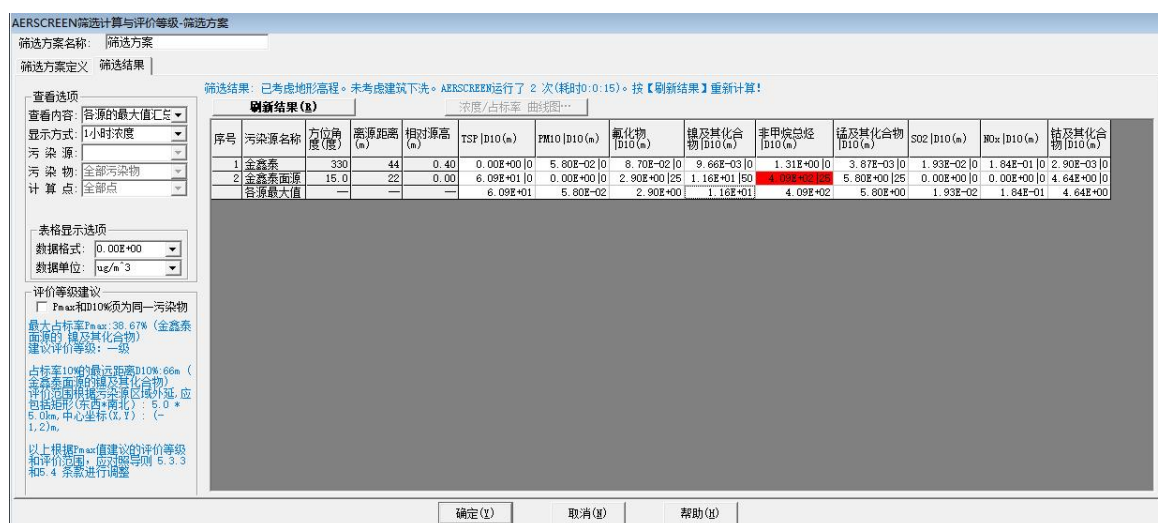 AERSCREEN筛选计算与评价等级-筛选方案
筛选方案名称: 筛选方案
筛选方案定义 筛选结果
筛选结果: 已考虑地形高程。未考虑建筑下洗。AERSCREEN运行了 2 次(耗时0:0:15)。按【刷新结果】重新计算!
查看选项
查看内容: 各源的最大值汇总
显示方式: 1小时浓度
污 染 源:
污 染 物: 全部污染物
计 算 点: 全部点
表格显示选项
数据格式: 0.00E+00
数据单位: ug/m^3
评价等级建议
Pmax和D10%须为同一污染物
最大占标率Pmax:38.67% (金鑫泰
面源的 镍及其化合物)
建议评价等级: 一级
占标率10%的最远距离D10%:66m (
金鑫泰面源的镍及其化合物)
评价范围根据污染源区域外延,应
包括矩形(东西*南北): 5.0 *
5.0km,中心坐标(X,Y): (-
1,2)m,
以上根据Pmax值建议的评价等级
和评价范围, 应对照导则 5.3.3
和5.4 条款进行调整
刷新结果(R) 浓度/占标率 曲线图…
序号 污染源名称 方位角度(度) 离源距离(m) 相对源高(m) TSP|D10(m) PM10|D10(m) 氟化物|D10(m) 镍及其化合物|D10(m) 非甲烷总烃|D10(m) 锰及其化合物|D10(m) SO2|D10(m) NOx|D10(m) 钴及其化合物|D10(m)
1 金鑫泰 330 44 0.40 0.00E+00|0 5.80E-02|0 8.70E-02|0 9.66E-03|0 1.31E+00|0 3.87E-03|0 1.93E-02|0 1.84E-01|0 2.90E-03|0
2 金鑫泰面源 15.0 22 0.00 6.09E+01|0 0.00E+00|0 2.90E+00|25 1.16E+01|50 4.09E+02|25 5.80E+00|25 0.00E+00|0 0.00E+00|0 4.64E+00|0
各源最大值 — — — 6.09E+01 5.80E-02 2.90E+00 1.16E+01 4.09E+02 5.80E+00 1.93E-02 1.84E-01 4.64E+00
确定(Y) 取消(N) 帮助(H)